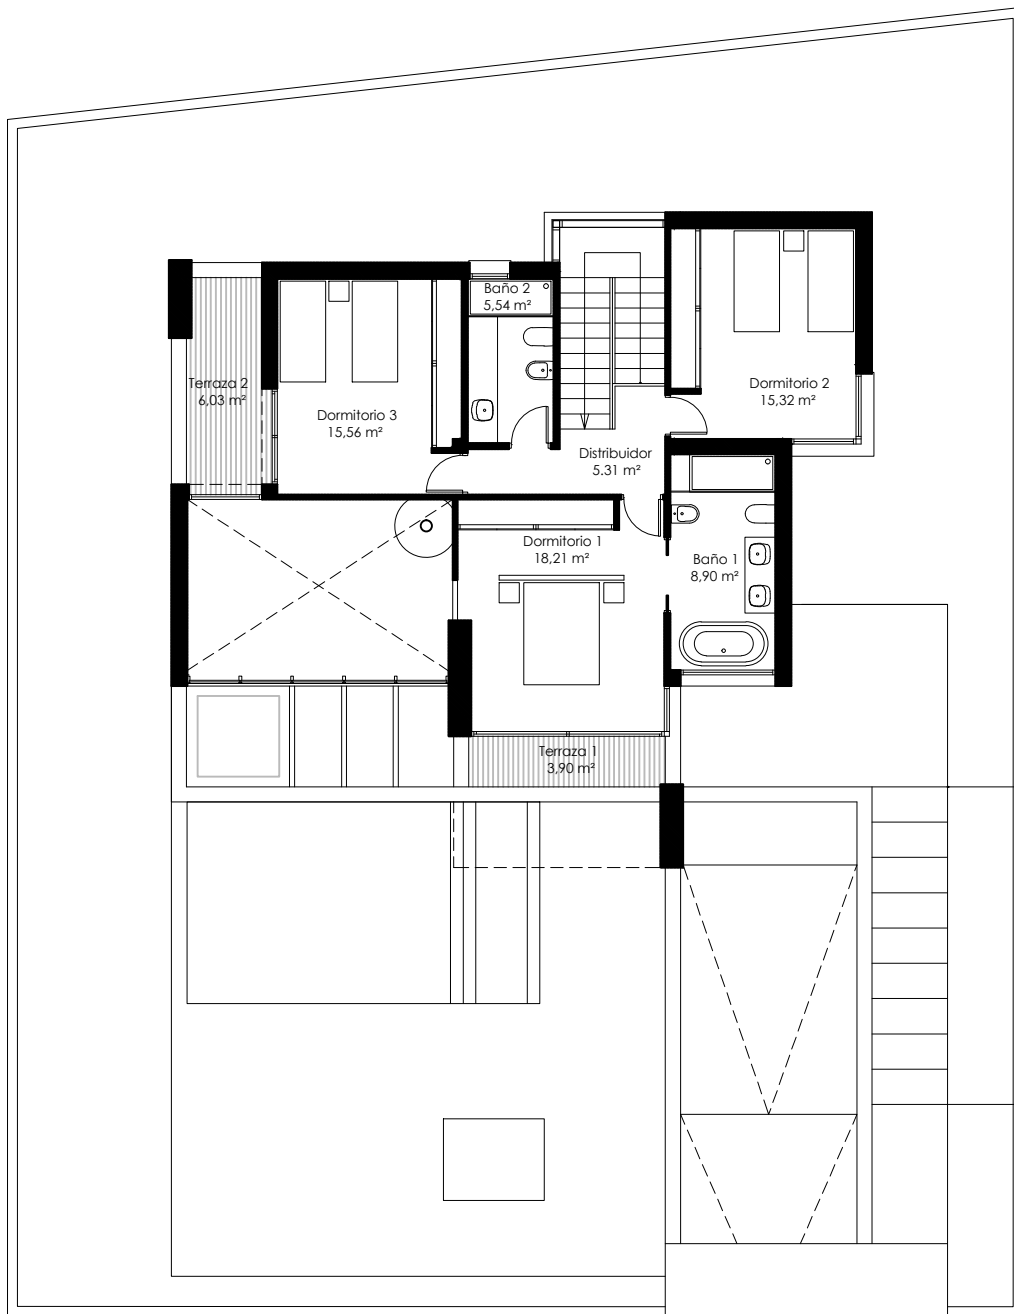 Baño 2
5,54 m²
Terraza 2
6,03 m²
Dormitorio 2
15,32 m²
Dormitorio 3
15,56 m²
Distribuidor
5.31 m²
Dormitorio 1
18,21 m²
Baño 1
8,90 m²
Terraza 1
3,90 m²